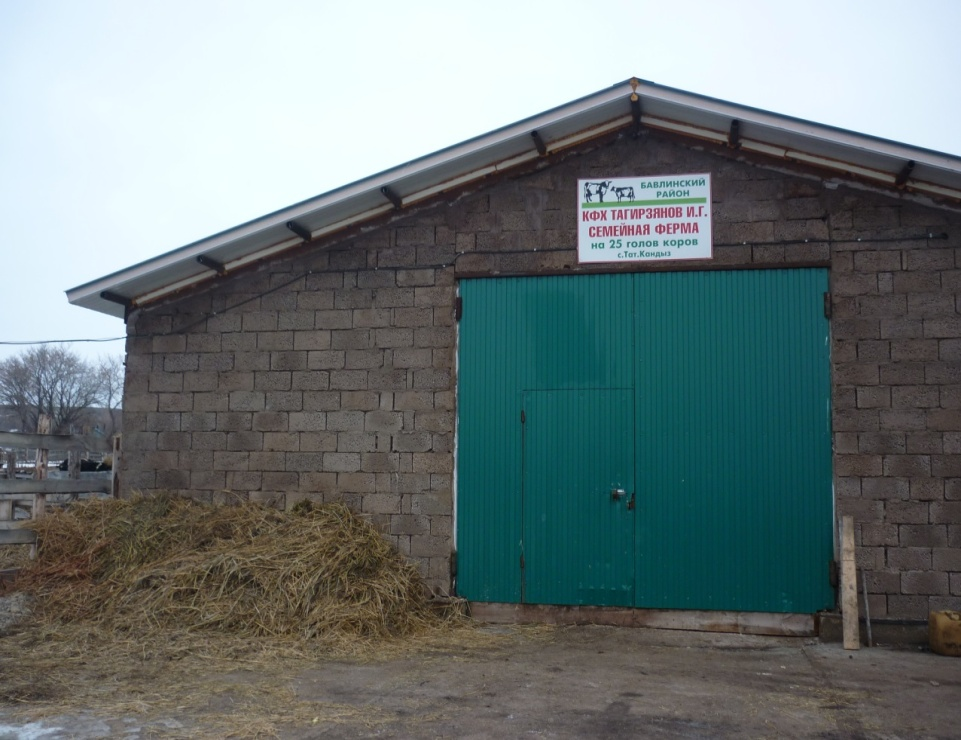 БАВЛИНСКИЙ
РАЙОН
КФХ ТАГИРЗЯНОВ И.Г.
СЕМЕЙНАЯ ФЕРМА
на 25 голов коров
с.Тат.Кандыз